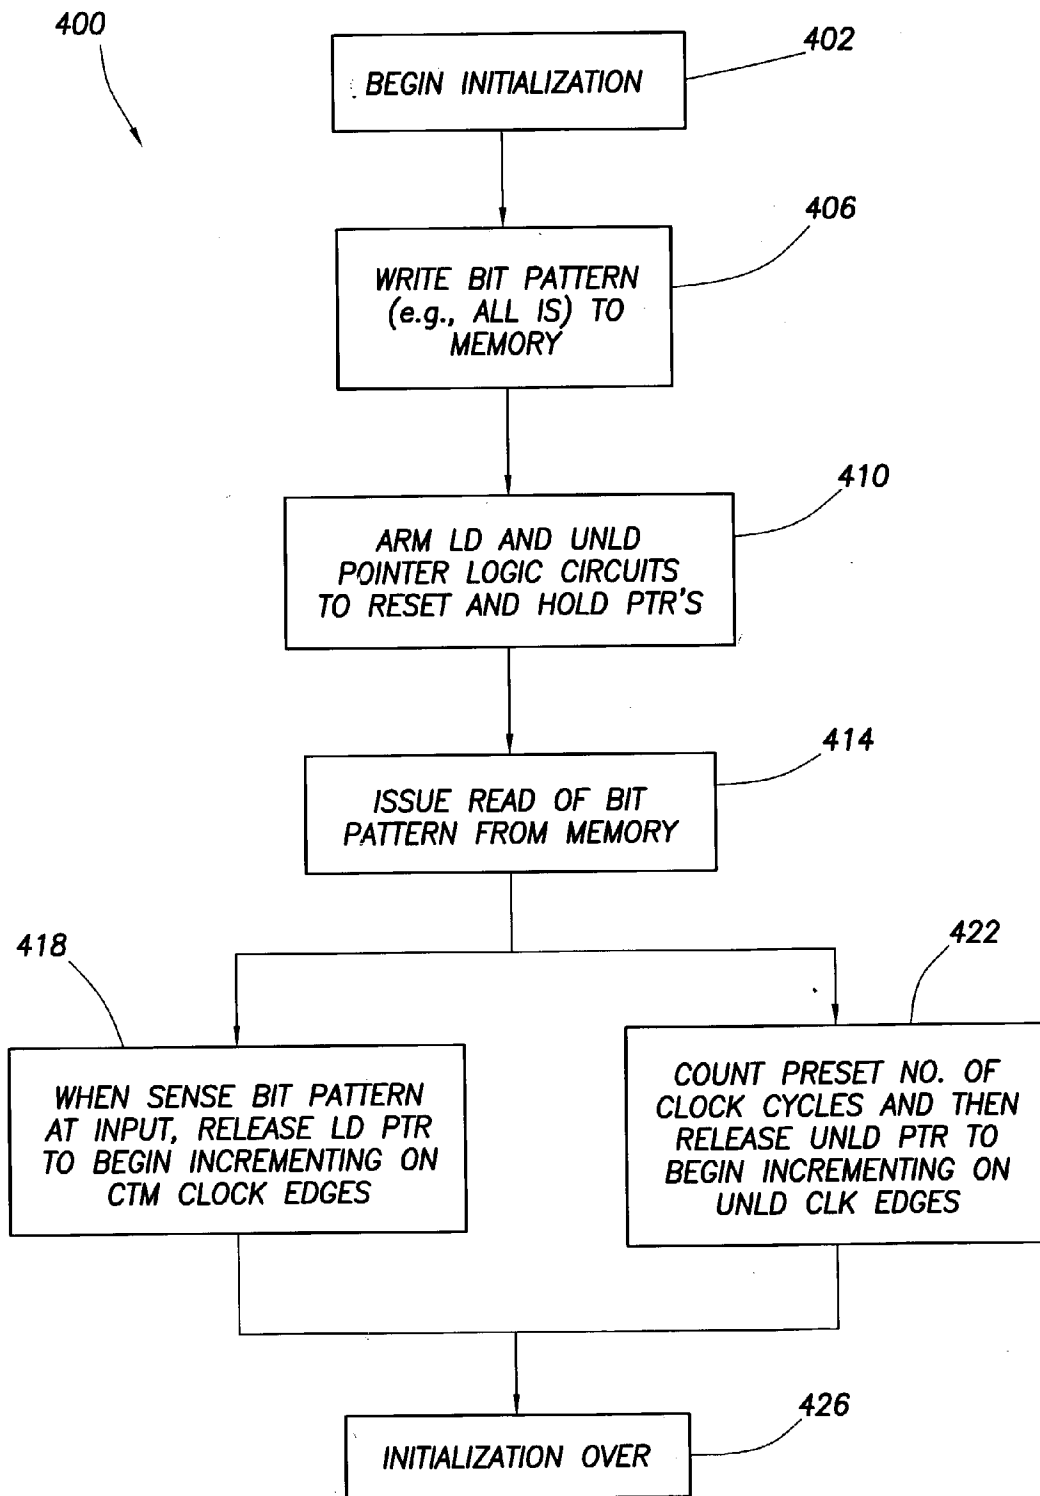 400
402
BEGIN INITIALIZATION
406
WRITE BIT PATTERN
(e.g., ALL IS) TO
MEMORY
410
ARM LD AND UNLD
POINTER LOGIC CIRCUITS
TO RESET AND HOLD PTR'S
414
ISSUE READ OF BIT
PATTERN FROM MEMORY
418
WHEN SENSE BIT PATTERN
AT INPUT, RELEASE LD PTR
TO BEGIN INCREMENTING ON
CTM CLOCK EDGES
422
COUNT PRESET NO. OF
CLOCK CYCLES AND THEN
RELEASE UNLD PTR TO
BEGIN INCREMENTING ON
UNLD CLK EDGES
426
INITIALIZATION OVER